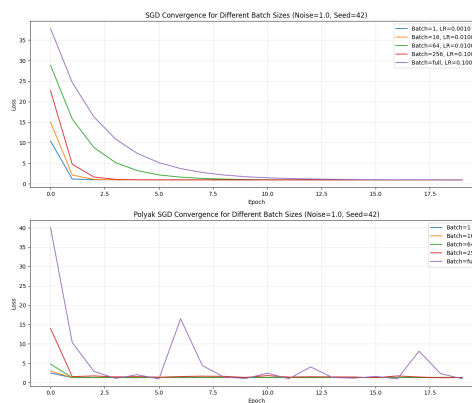 SGD Convergence for Different Batch Sizes (Noise=1.0, Seed=42)
Batch=1, LR=0.0010
Batch=16, LR=0.0100
Batch=64, LR=0.0100
Batch=256, LR=0.100
Batch=full, LR=0.100
35
30
25
20
15
10
5
0
Loss
0.0 2.5 5.0 7.5 10.0 12.5 15.0 17.5
Epoch
Polyak SGD Convergence for Different Batch Sizes (Noise=1.0, Seed=42)
Batch=1
Batch=16
Batch=64
Batch=25
Batch=ful
40
35
30
25
20
15
10
5
0
Loss
0.0 2.5 5.0 7.5 10.0 12.5 15.0 17.5
Epoch